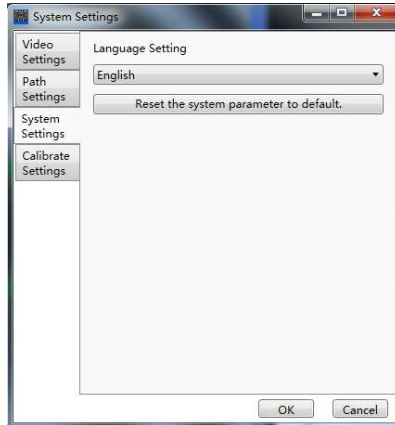 System Settings
Video
Settings
Path
Settings
System
Settings
Calibrate
Settings
Language Setting
English
Reset the system parameter to default.
OK
Cancel